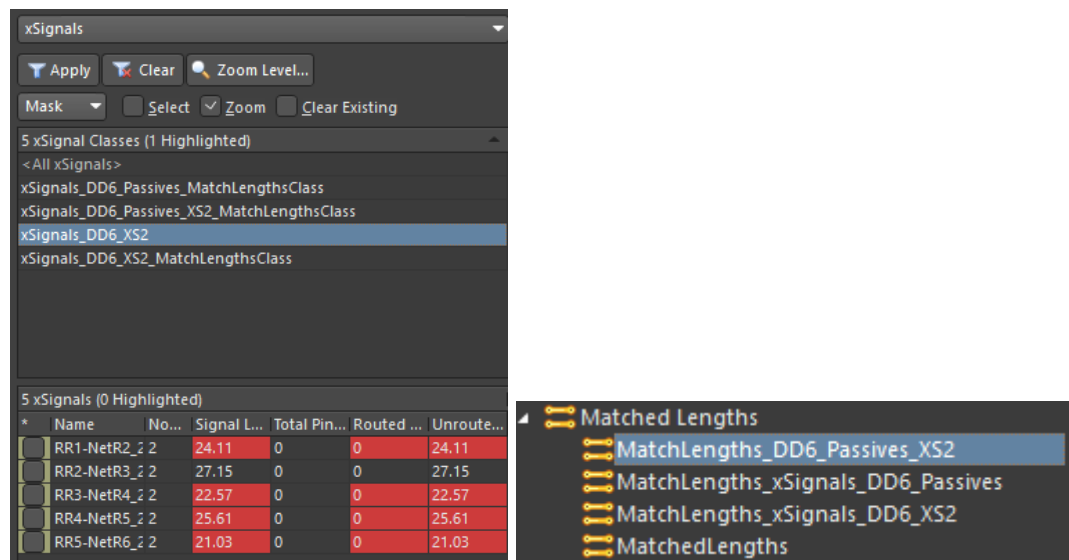 xSignals
Apply Clear Zoom Level...
Mask Select Zoom Clear Existing
5 xSignal Classes (1 Highlighted)
<All xSignals>
xSignals_DD6_Passives_MatchLengthsClass
xSignals_DD6_Passives_XS2_MatchLengthsClass
xSignals_DD6_XS2
xSignals_DD6_XS2_MatchLengthsClass
5 xSignals (0 Highlighted)
* Name No... Signal L... Total Pin... Routed ... Unroute...
RR1-NetR2_2 2 24.11 0 0 24.11
RR2-NetR3_2 2 27.15 0 0 27.15
RR3-NetR4_2 2 22.57 0 0 22.57
RR4-NetR5_2 2 25.61 0 0 25.61
RR5-NetR6_2 2 21.03 0 0 21.03
Matched Lengths
MatchLengths_DD6_Passives_XS2
MatchLengths_xSignals_DD6_Passives
MatchLengths_xSignals_DD6_XS2
MatchedLengths